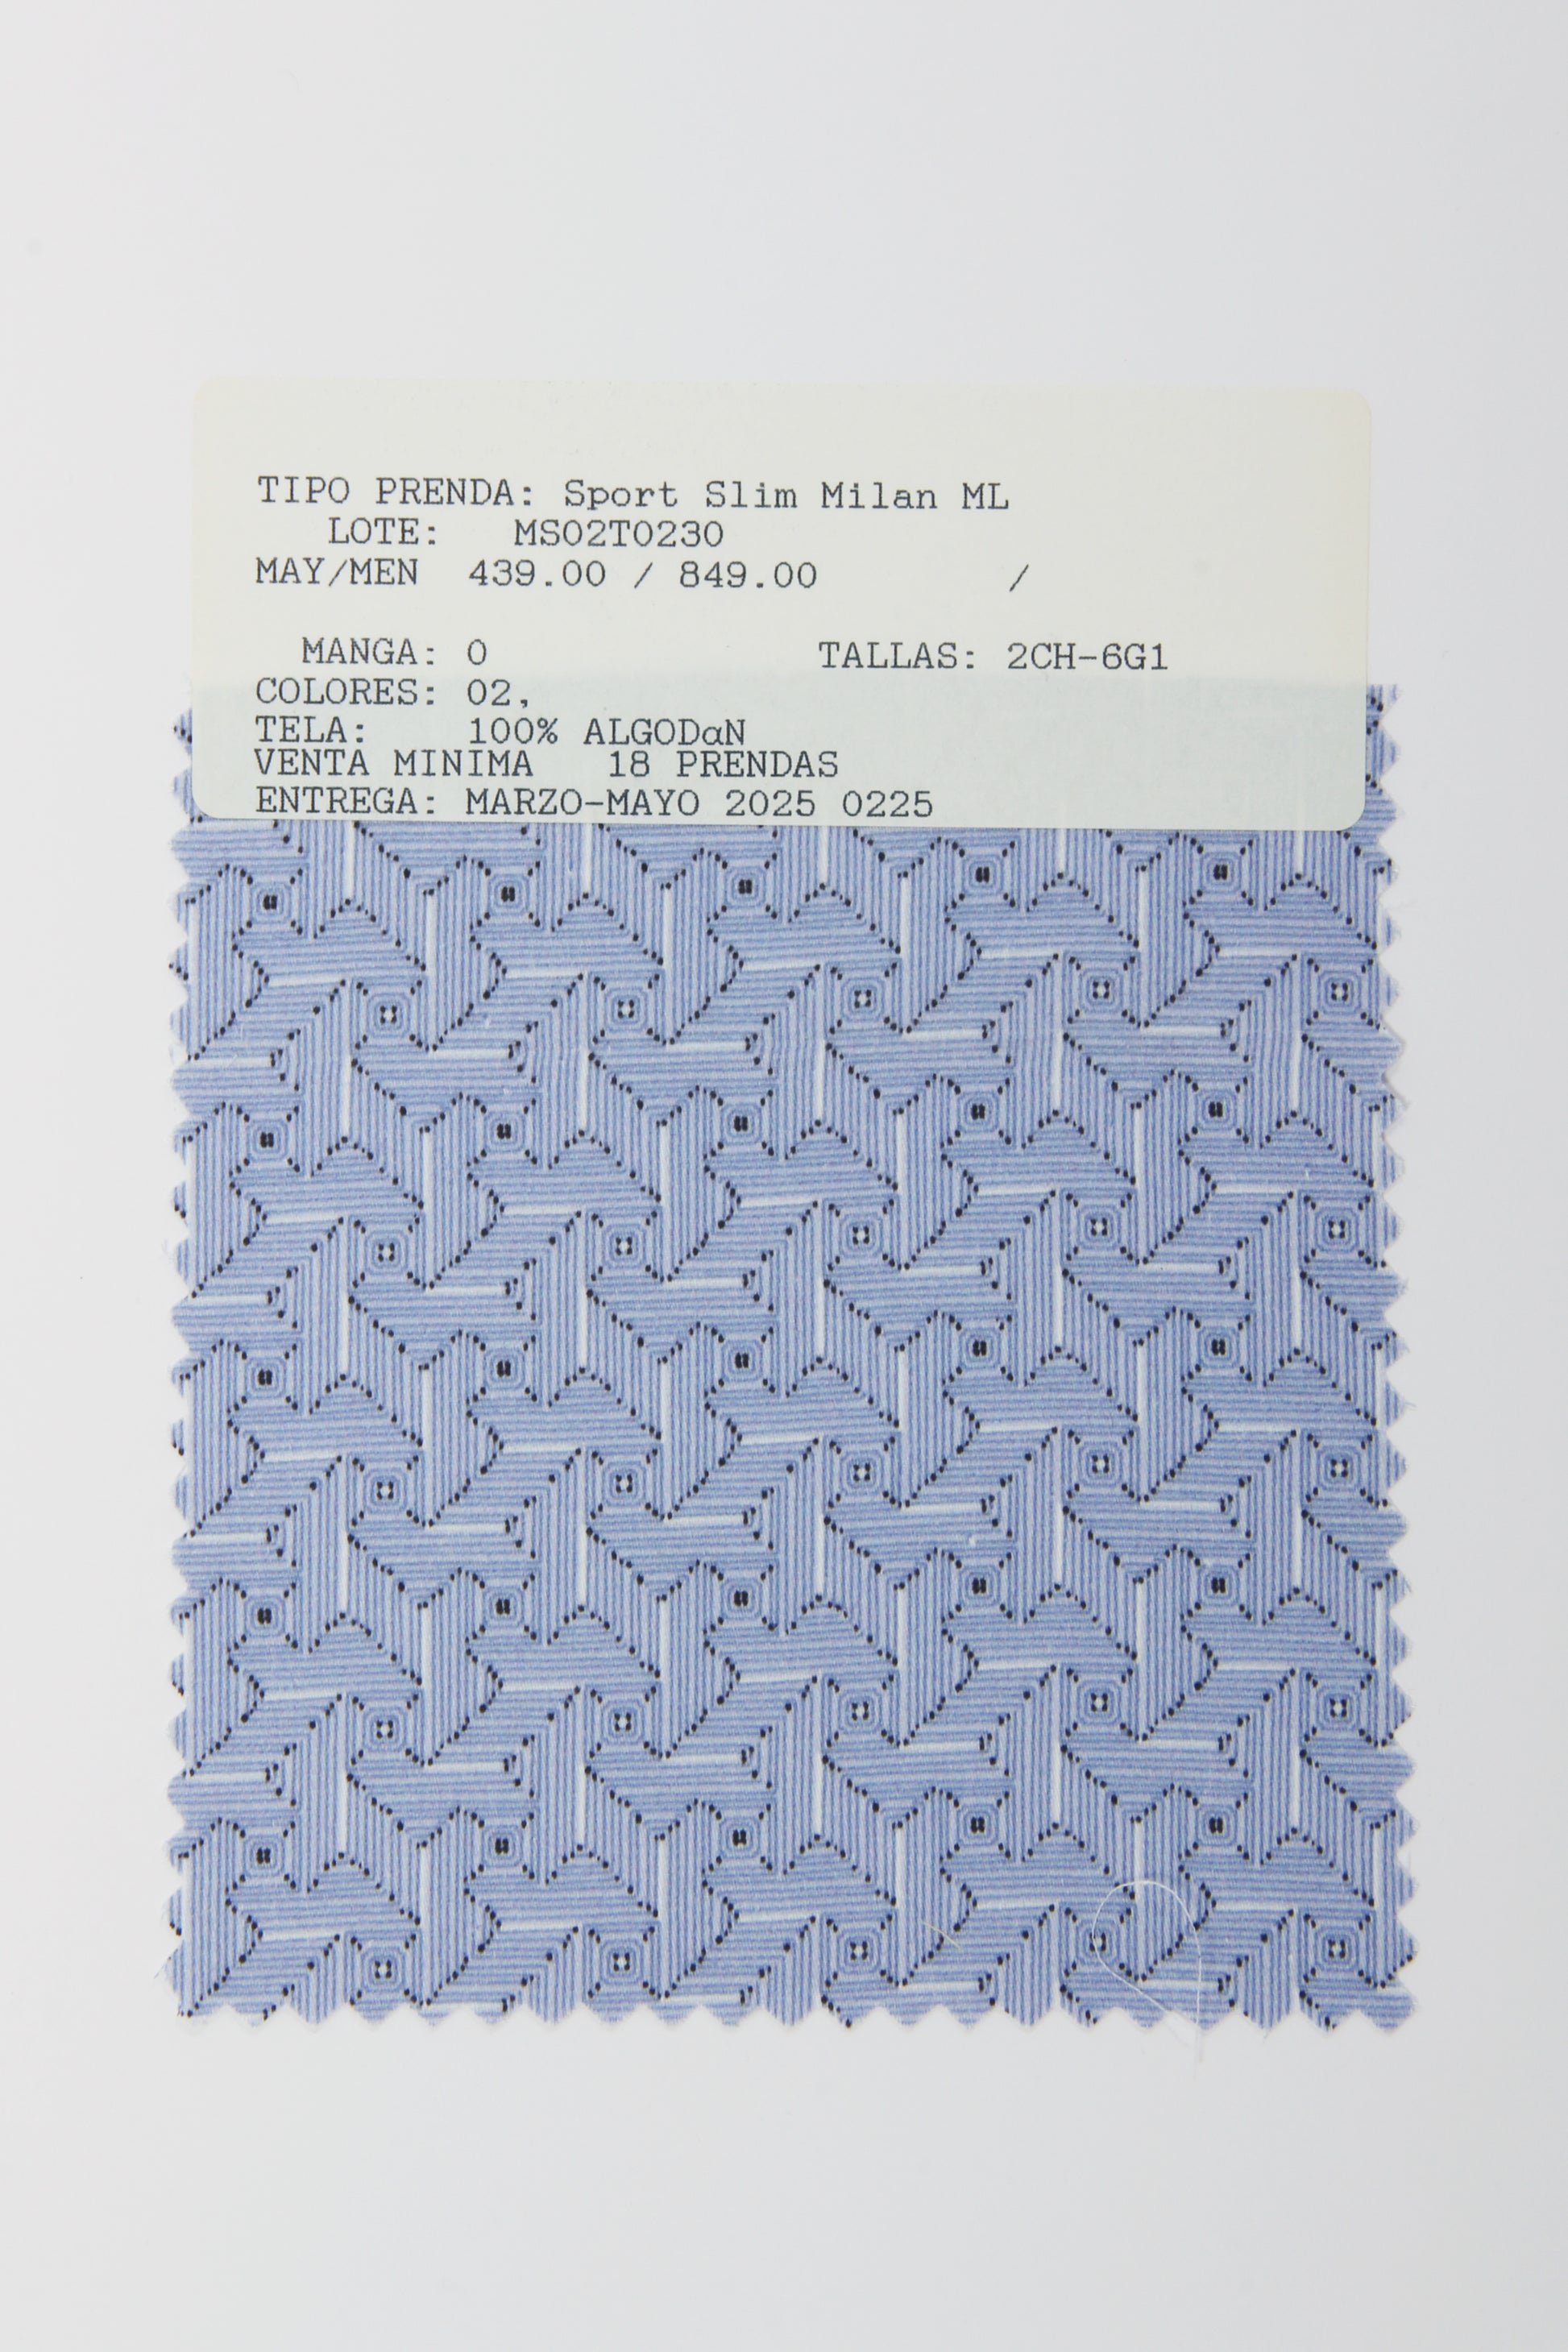 TIPO PRENDA: Sport Slim Milan ML
LOTE: MS02T0230
MAY/MEN 439.00 / 849.00 /
MANGA: 0 TALLAS: 2CH-6G1
COLORES: 02,
TELA: 100% ALGODαN
VENTA MINIMA 18 PRENDAS
ENTREGA: MARZO-MAYO 2025 0225